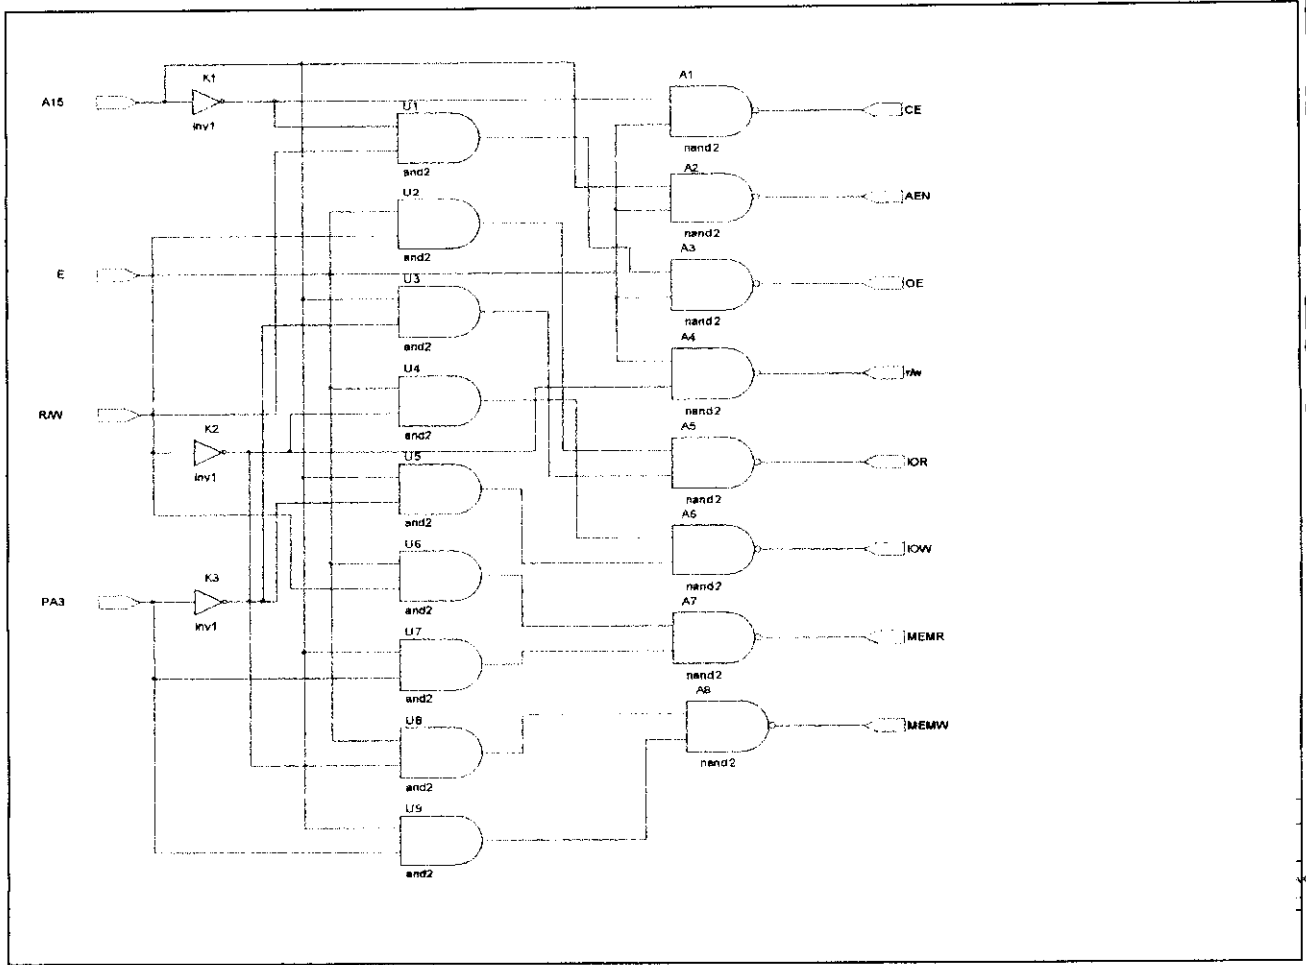 A15
K1
inv1
U1
and2
A1
nand2
CE
U2
and2
A2
nand2
AEN
E
U3
and2
A3
nand2
OE
U4
and2
A4
nand2
r/w
R/W
K2
inv1
U5
and2
A5
nand2
IOR
U6
and2
A6
nand2
IOW
PA3
K3
inv1
U7
and2
A7
nand2
MEMR
U8
and2
A8
nand2
MEMW
U9
and2